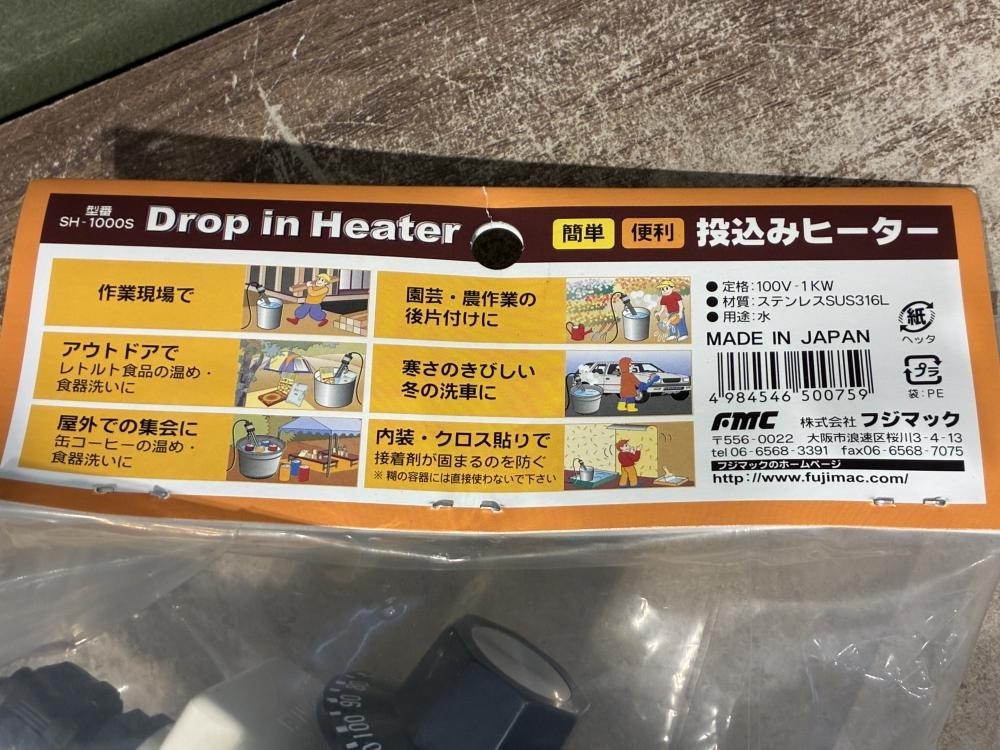 型番
SH-1000S
Drop in Heater
簡単
便利
投込みヒーター
作業現場で
アウトドアで
レトルト食品の温め・
食器洗いに
屋外での集会に
缶コーヒーの温め・
食器洗いに
園芸・農作業の
後片付けに
寒さのきびしい
冬の洗車に
内装・クロス貼りで
接着剤が固まるのを防ぐ
※ 糊の容器には直接使わないで下さい
●定格:100V-1KW
●材質:ステンレスSUS316L
●用途:水
MADE IN JAPAN
4984546500759
紙
ヘッタ
プラ
袋:PE
FMC 株式会社 フジマック
〒556-0022 大阪市浪速区桜川3-4-13
tel 06-6568-3391 fax06-6568-7075
フジマックのホームページ
http://www.fujimac.com/
100 90